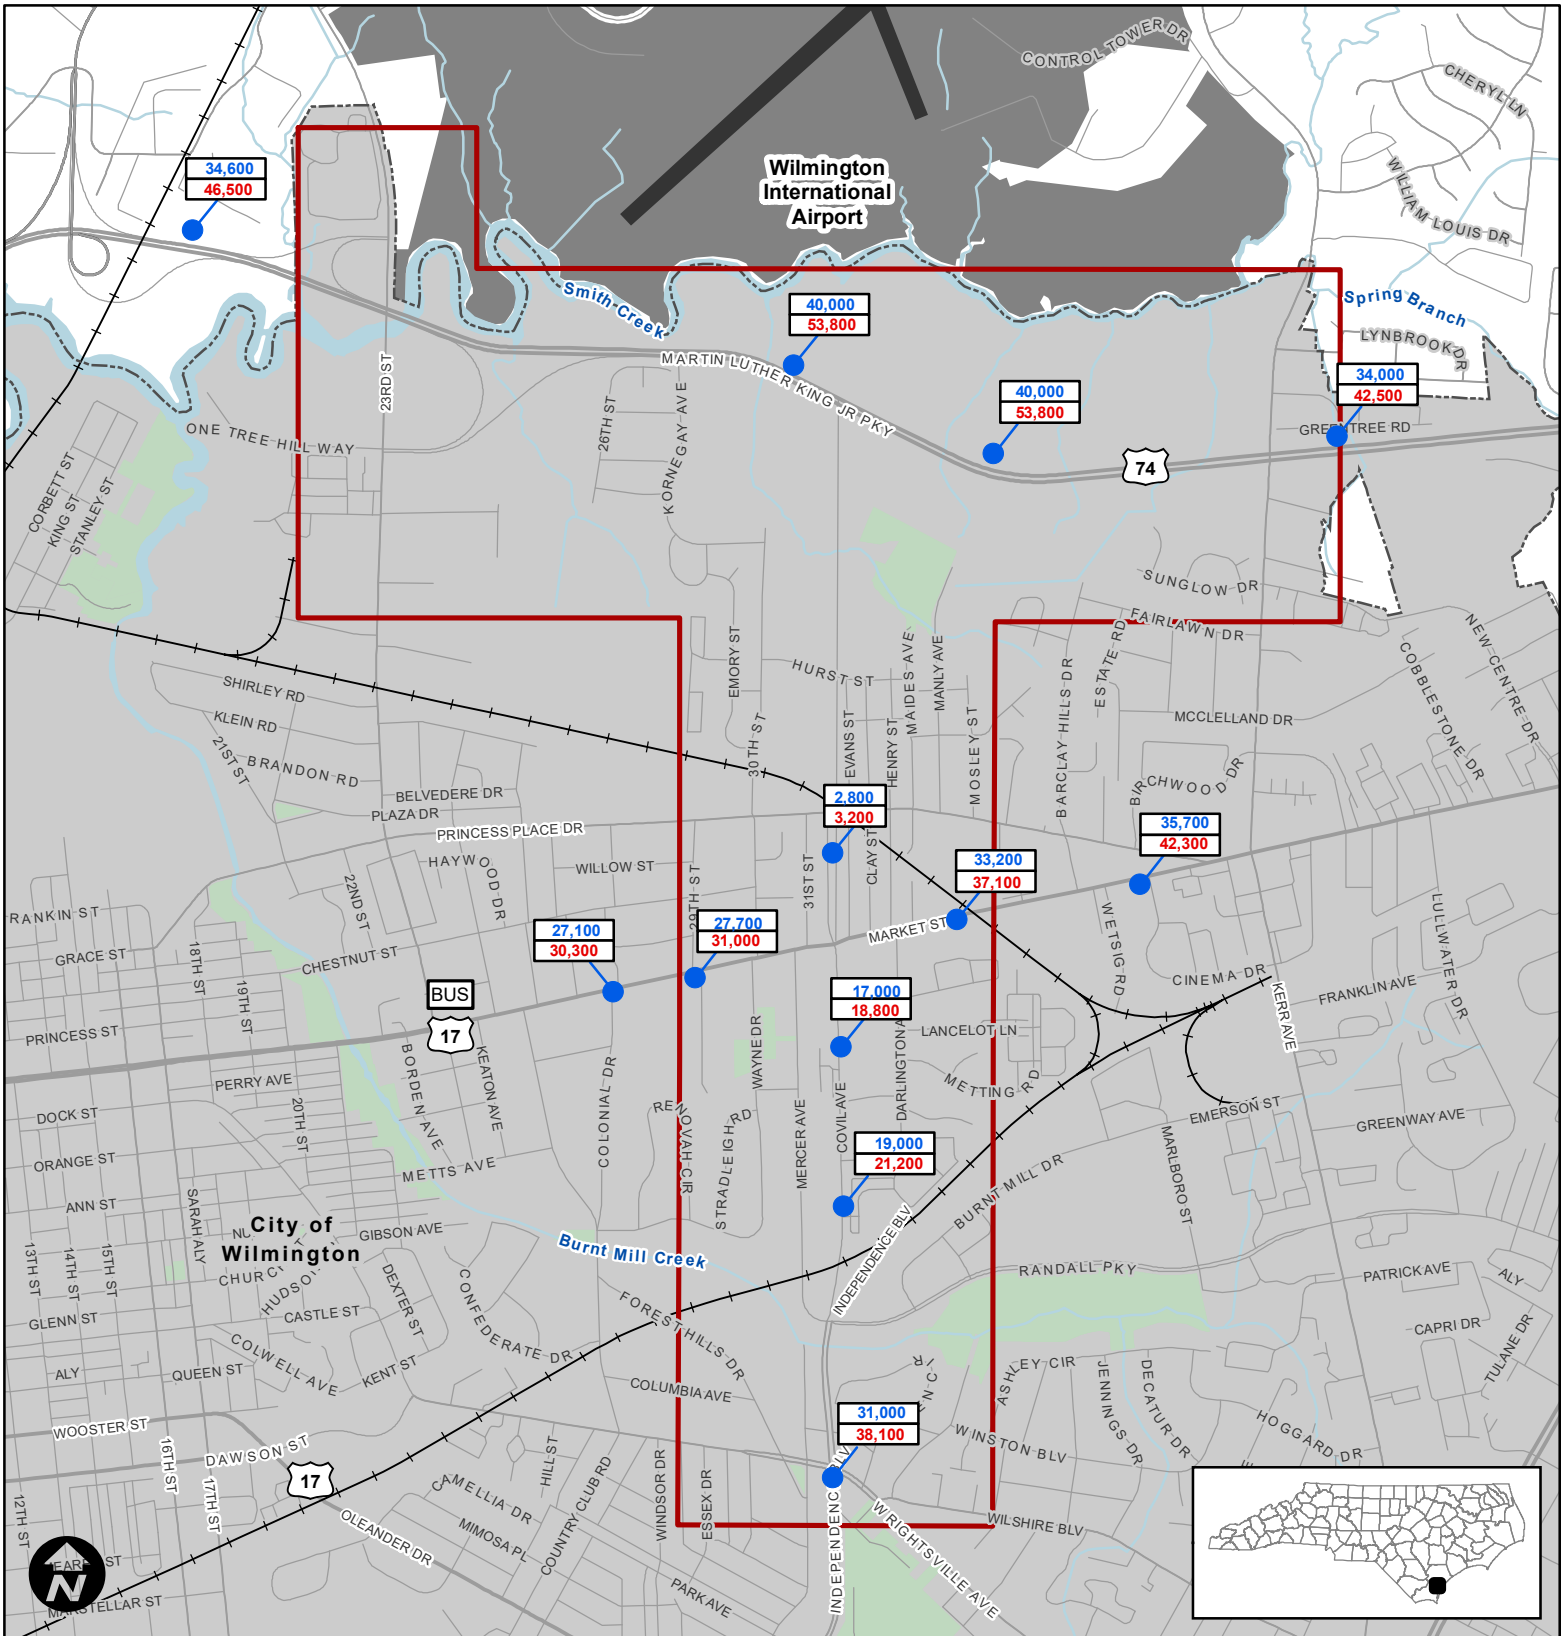 CONTROL TOWER DR
CHERYL LN
WILLIAM LOUIS DR
34,600
46,500
Wilmington
International
Airport
Smith Creek
Spring Branch
LYNBROOK DR
40,000
53,800
MARTIN LUTHER KING JR PKY
23RD ST
34,000
42,500
40,000
53,800
GREENTREE RD
74
ONE TREE HILL WAY
26TH ST
KORNEGAY AVE
CORBETT ST
KING ST
STANLEY ST
SUNGLOW DR
FAIRLAWN DR
NEW CENTRE DR
COBBLESTONE DR
EMORY ST
HURST ST
MAIDES AVE
MANLY AVE
ESTATE RD
BARCLAY HILLS DR
MCCLELLAND DR
SHIRLEY RD
KLEIN RD
21ST ST
BRANDON RD
BELVEDERE DR
PLAZA DR
PRINCESS PLACE DR
30TH ST
EVANS ST
HENRY ST
MOSLEY ST
BIRCHWOOD DR
2,800
3,200
35,700
42,300
33,200
37,100
CLAY ST
31ST ST
HAYWOOD DR
WILLOW ST
29TH ST
22ND ST
RANKIN ST
GRACE ST
18TH ST
19TH ST
CHESTNUT ST
27,100
30,300
27,700
31,000
MARKET ST
WETSIG RD
LULLWATER DR
CINEMA DR
KERR AVE
FRANKLIN AVE
BUS
17
17,000
18,800
PRINCESS ST
LANCELOT LN
WAYNE DR
DARLINGTON A
METTING RD
PERRY AVE
BORDEN AVE
KEATON AVE
COLONIAL DR
RENOVAH CIR
STRADLEIGH RD
MERCER AVE
COVIL AVE
EMERSON ST
GREENWAY AVE
DOCK ST
20TH ST
ORANGE ST
METTS AVE
19,000
21,200
BURNT MILL DR
MARLBORO ST
ANN ST
SARAH ALY
City of
Wilmington
GIBSON AVE
Burnt Mill Creek
INDEPENDENCE BLV
13TH ST
14TH ST
15TH ST
CHURC
HUDSON
DEXTER ST
CONFEDERATE DR
RANDALL PKY
PATRICK AVE
ALY
GLENN ST
CASTLE ST
FOREST HILLS DR
CAPRI DR
TULANE DR
COLWELL AVE
ALY
QUEEN ST
KENT ST
COLUMBIA AVE
ASHLEY CIR
JENNINGS DR
DECATUR DR
HOGGARD DR
31,000
38,100
WINSTON BLV
WOOSTER ST
16TH ST
DAWSON ST
17TH ST
17
12TH ST
CAMELLIA DR
HILL ST
COUNTRY CLUB RD
WINDSOR DR
ESSEX DR
MIMOSA PL
OLEANDER DR
INDEPENDENC BLV
WRIGHTSVILLE AVE
WILSHIRE BLV
PARK AVE
MARSTELLAR ST
N